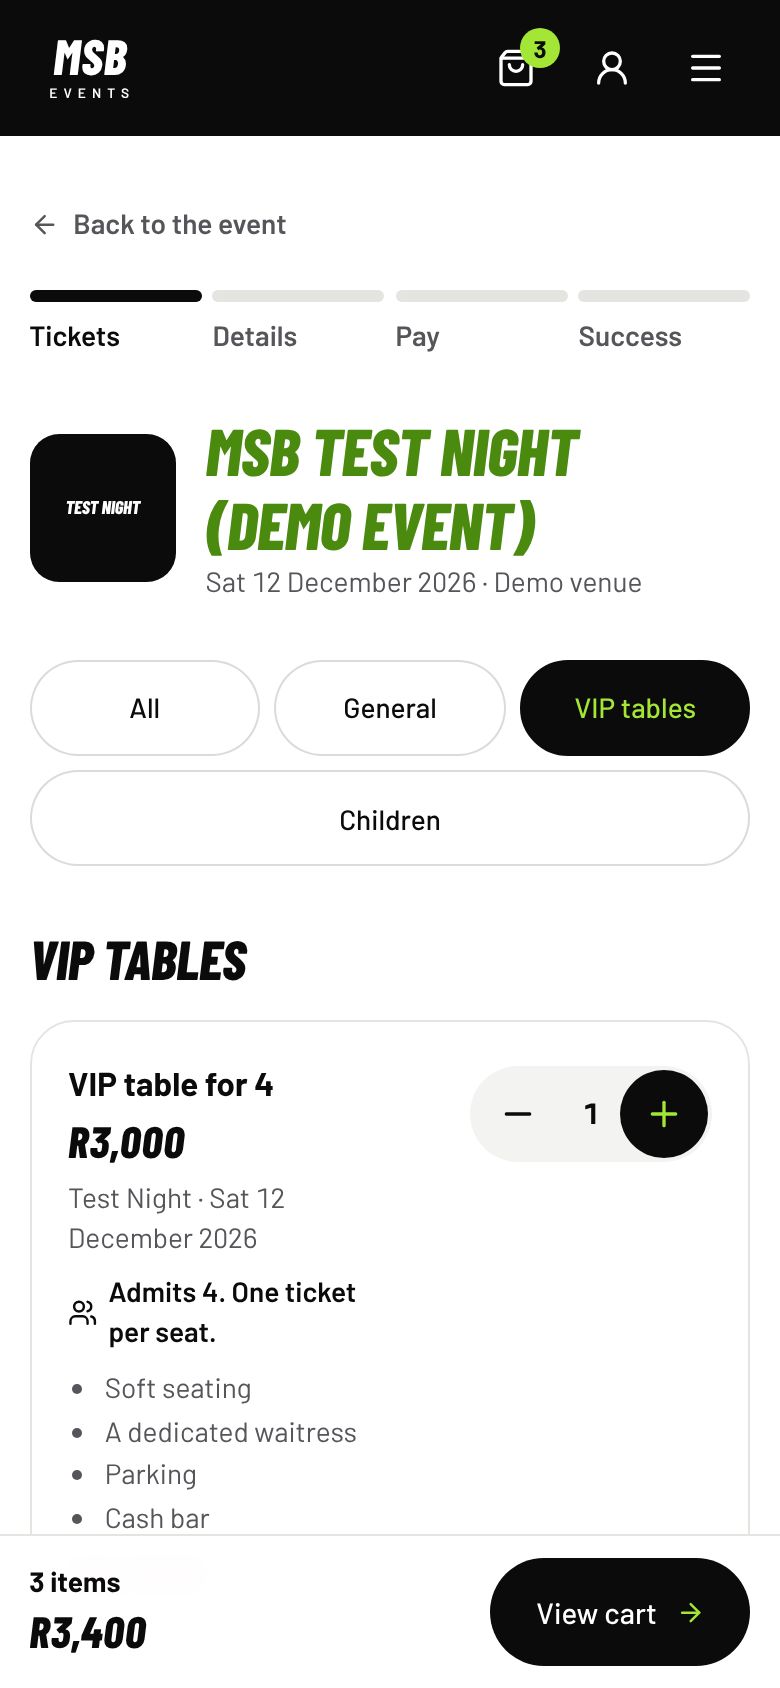 MSB
EVENTS
3
Back to the event
Tickets
Details
Pay
Success
TEST NIGHT
MSB TEST NIGHT
(DEMO EVENT)
Sat 12 December 2026 · Demo venue
All
General
VIP tables
Children
VIP TABLES
VIP table for 4
1
R3,000
Test Night · Sat 12
December 2026
Admits 4. One ticket
per seat.
Soft seating
A dedicated waitress
Parking
Cash bar
3 items
R3,400
View cart